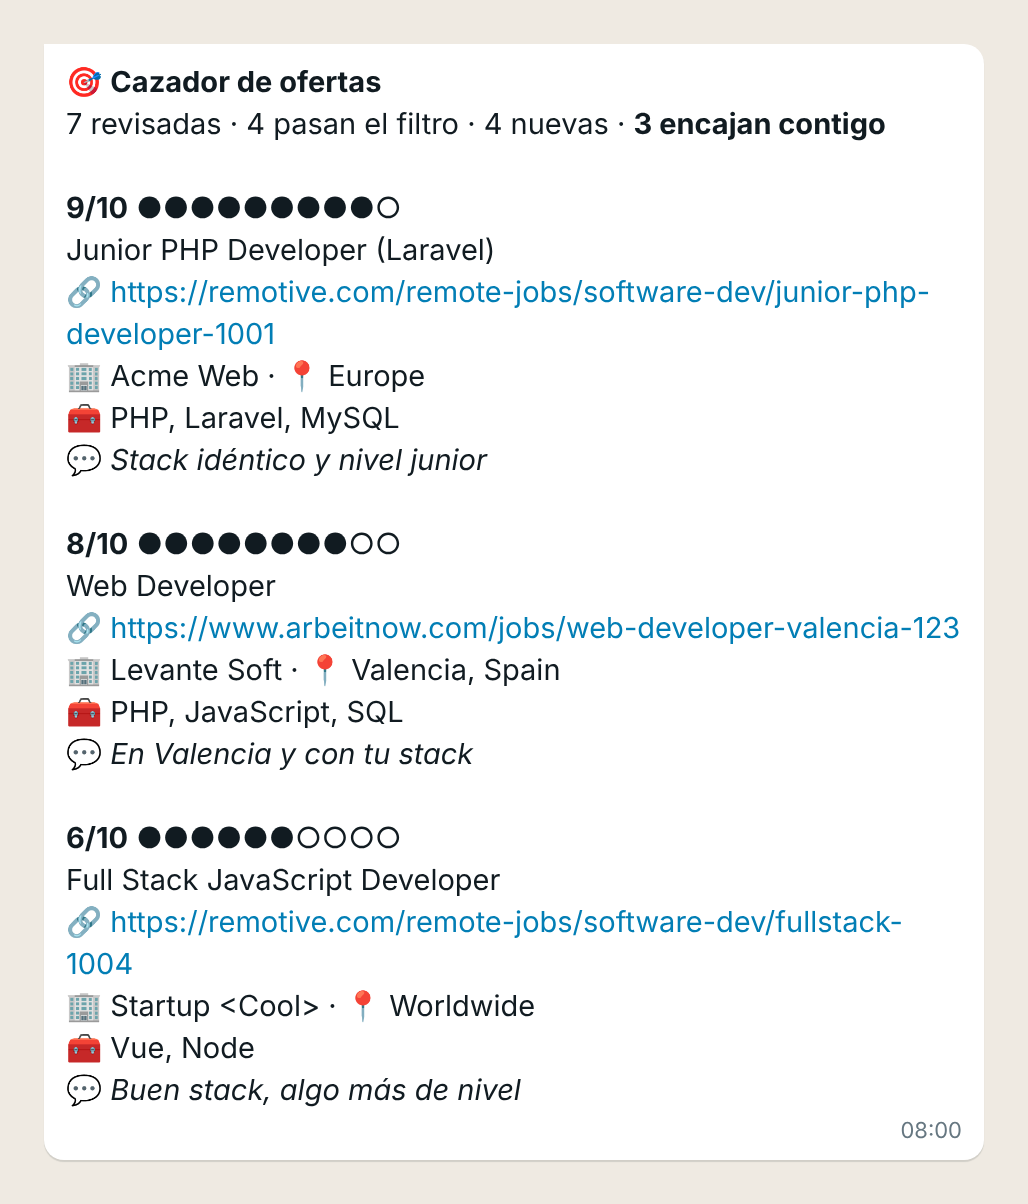 🎯 Cazador de ofertas
7 revisadas · 4 pasan el filtro · 4 nuevas · 3 encajan contigo
9/10 ●●●●●●●●●○
Junior PHP Developer (Laravel)
🔗 https://remotive.com/remote-jobs/software-dev/junior-php-
developer-1001
🏢 Acme Web · 📍 Europe
🧰 PHP, Laravel, MySQL
💬 Stack idéntico y nivel junior
8/10 ●●●●●●●●○○
Web Developer
🔗 https://www.arbeitnow.com/jobs/web-developer-valencia-123
🏢 Levante Soft · 📍 Valencia, Spain
🧰 PHP, JavaScript, SQL
💬 En Valencia y con tu stack
6/10 ●●●●●●○○○○
Full Stack JavaScript Developer
🔗 https://remotive.com/remote-jobs/software-dev/fullstack-
1004
🏢 Startup <Cool> · 📍 Worldwide
🧰 Vue, Node
💬 Buen stack, algo más de nivel
08:00